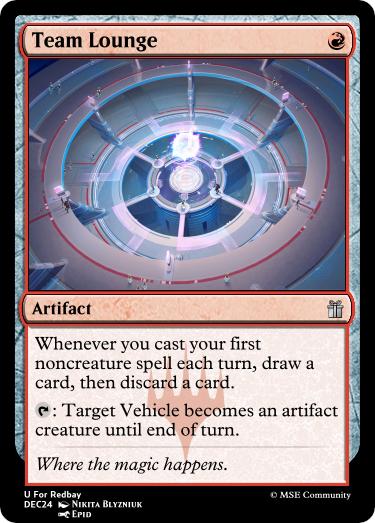 Team Lounge
Artifact
Whenever you cast your first
noncreature spell each turn, draw a
card, then discard a card.
: Target Vehicle becomes an artifact
creature until end of turn.
Where the magic happens.
U For Redbay
DEC24 Nikita Blyzniuk
Epid
© MSE Community